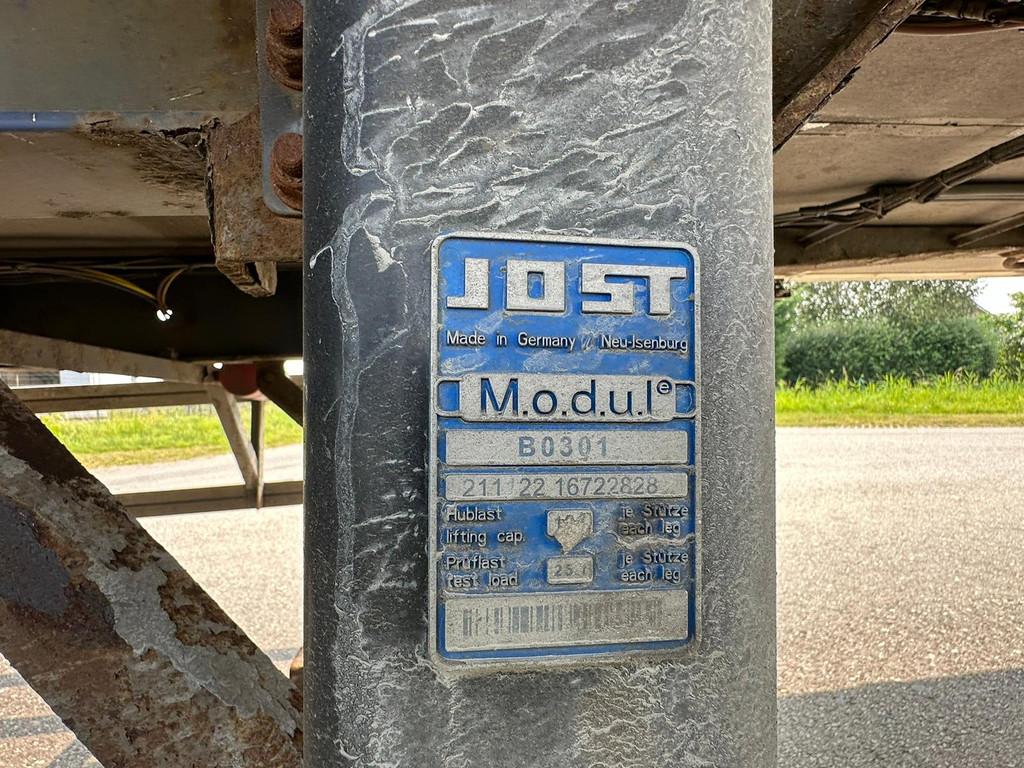 JOST
Made in Germany Neu-Isenburg
M.o.d.u.l®
B0301
211 22 16722828
Hublast je Stütze
lifting cap. each leg
Prüflast je Stütze
test load each leg